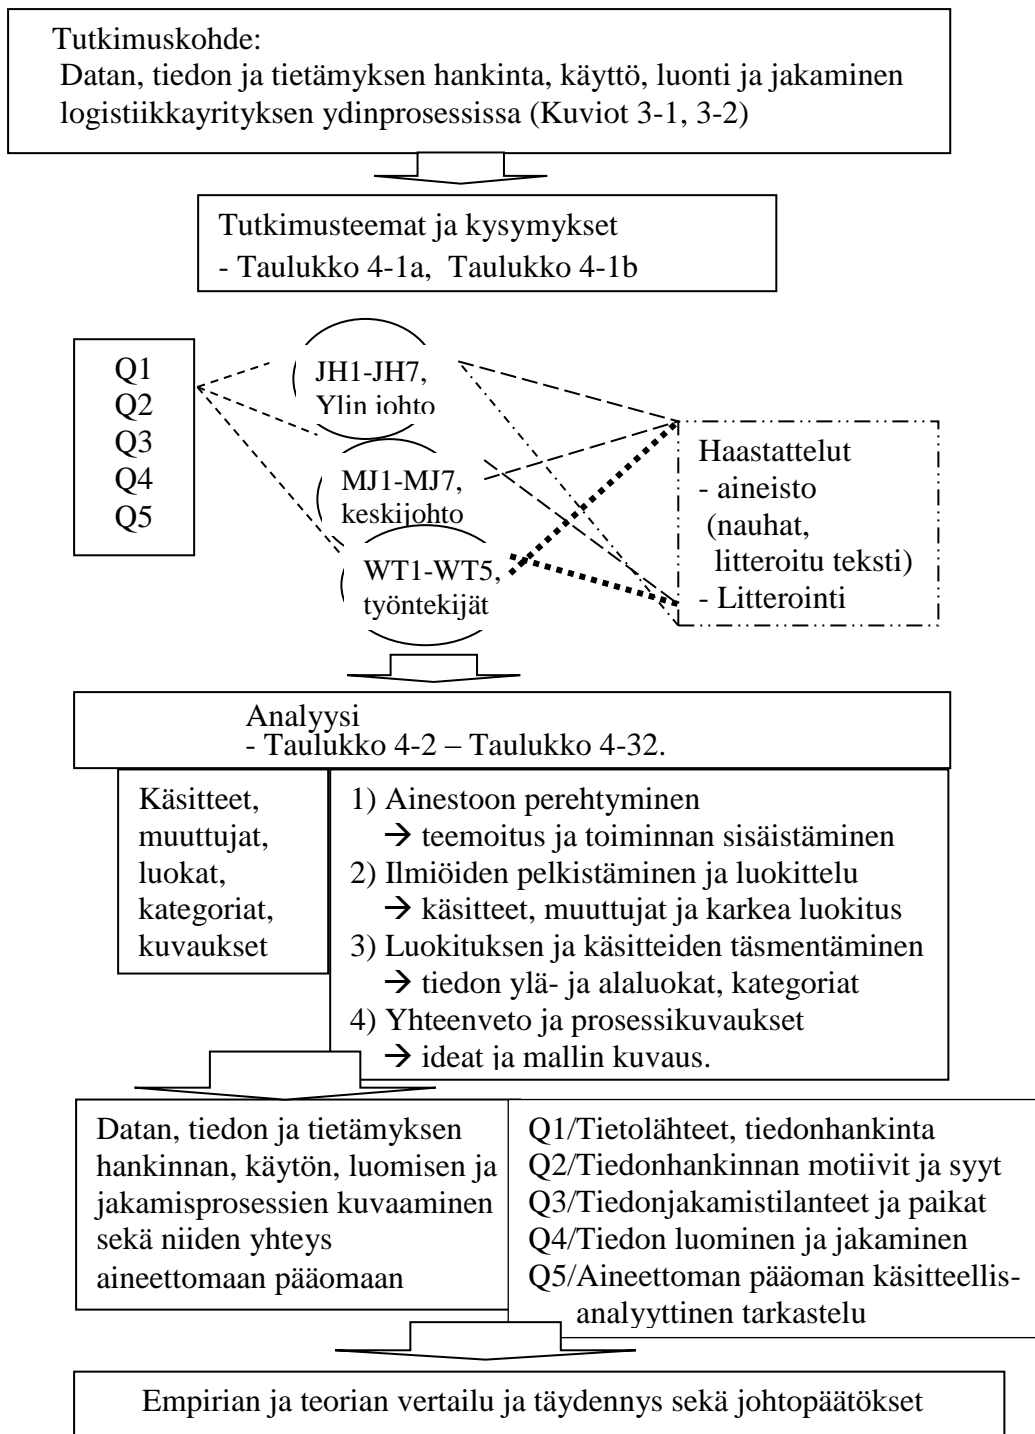 Tutkimuskohde:
Datan, tiedon ja tietämyksen hankinta, käyttö, luonti ja jakaminen
logistiikkayrityksen ydinprosessissa (Kuviot 3-1, 3-2)
Tutkimusteemat ja kysymykset
- Taulukko 4-1a, Taulukko 4-1b
Q1
Q2
Q3
Q4
Q5
JH1-JH7,
Ylin johto
MJ1-MJ7,
keskijohto
WT1-WT5,
työntekijät
Haastattelut
- aineisto
(nauhat,
litteroitu teksti)
- Litterointi
Analyysi
- Taulukko 4-2 – Taulukko 4-32.
Käsitteet,
muuttujat,
luokat,
kategoriat,
kuvaukset
1) Ainestoon perehtyminen
→ teemoitus ja toiminnan sisäistäminen
2) Ilmiöiden pelkistäminen ja luokittelu
→ käsitteet, muuttujat ja karkea luokitus
3) Luokituksen ja käsitteiden täsmentäminen
→ tiedon ylä- ja alaluokat, kategoriat
4) Yhteenveto ja prosessikuvaukset
→ ideat ja mallin kuvaus.
Datan, tiedon ja tietämyksen
hankinnan, käytön, luomisen ja
jakamisprosessien kuvaaminen
sekä niiden yhteys
aineettomaan pääomaan
Q1/Tietolähteet, tiedonhankinta
Q2/Tiedonhankinnan motiivit ja syyt
Q3/Tiedonjakamistilanteet ja paikat
Q4/Tiedon luominen ja jakaminen
Q5/Aineettoman pääoman käsitteellis-
analyyttinen tarkastelu
Empirian ja teorian vertailu ja täydennys sekä johtopäätökset